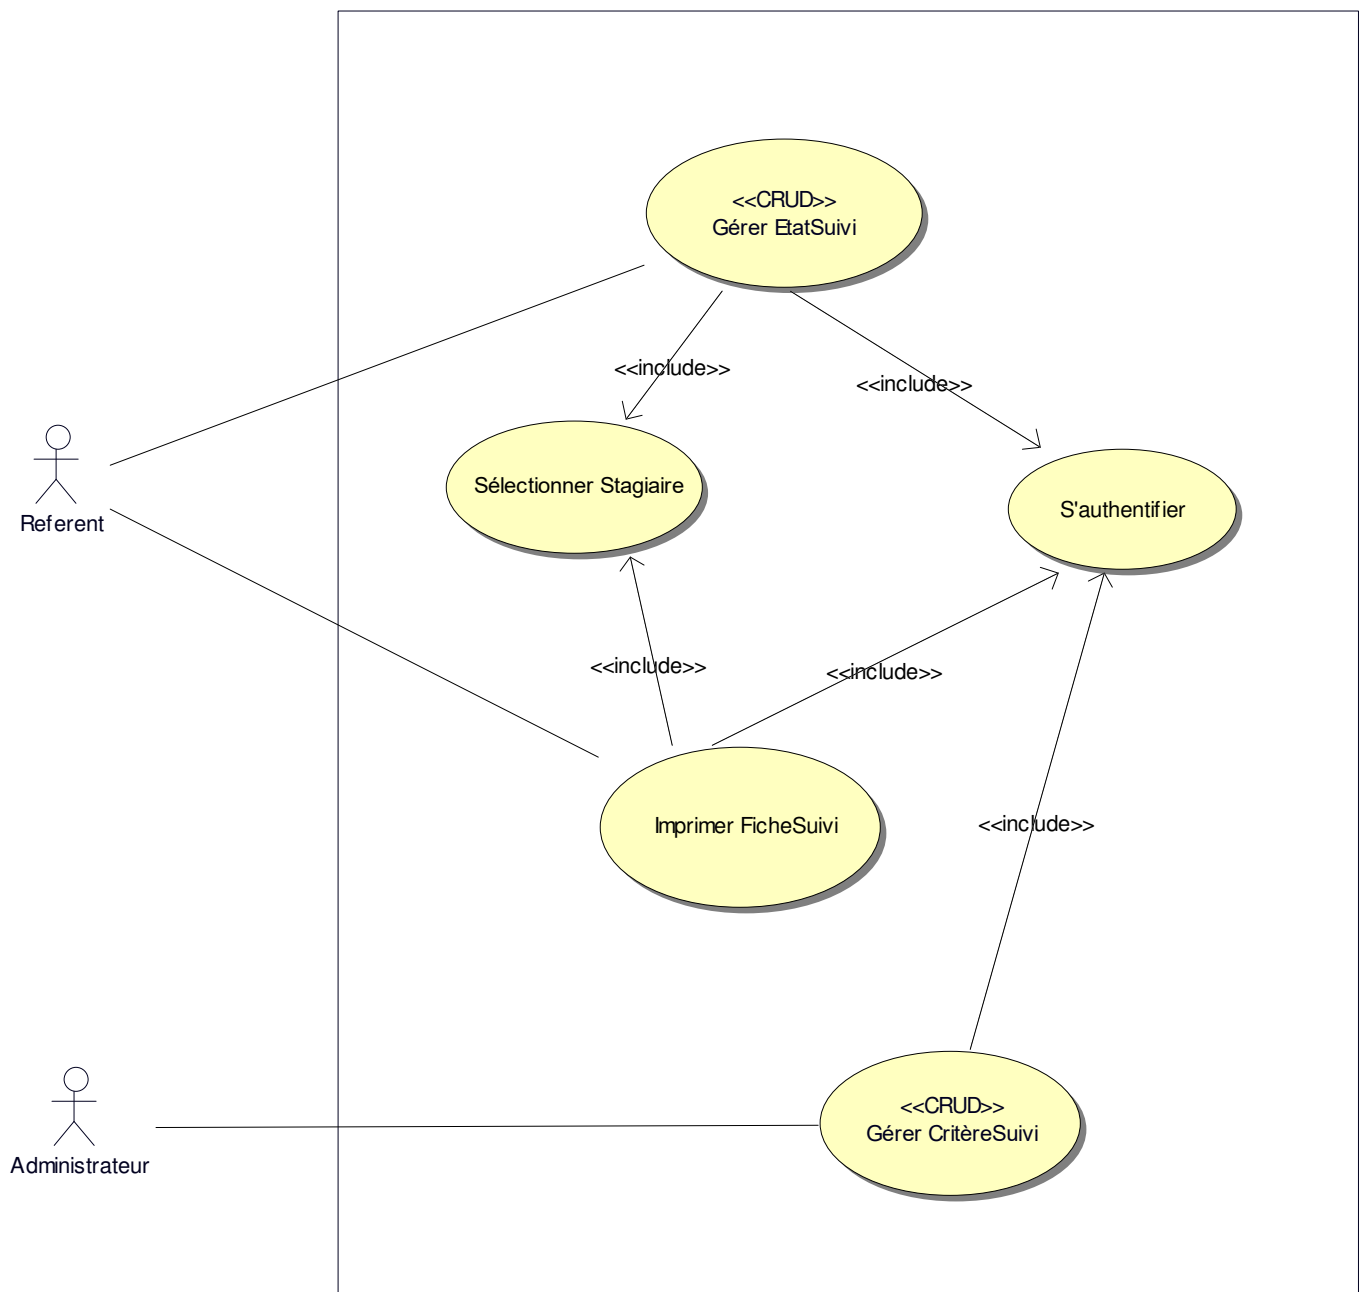 <<CRUD>>
Gérer EtatSuivi
<<include>>
<<include>>
Sélectionner Stagiaire
S'authentifier
Referent
<<include>>
<<include>>
Imprimer FicheSuivi
<<include>>
<<CRUD>>
Gérer CritèreSuivi
Administrateur